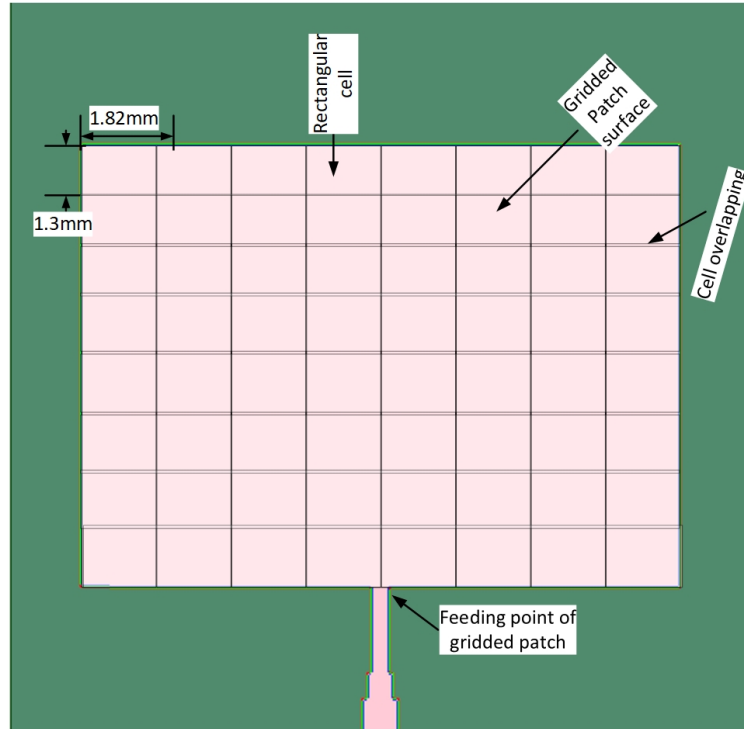 Rectangular
cell
Gridded
Patch
surface
1.82mm
1.3mm
Cell overlapping
Feeding point of
gridded patch